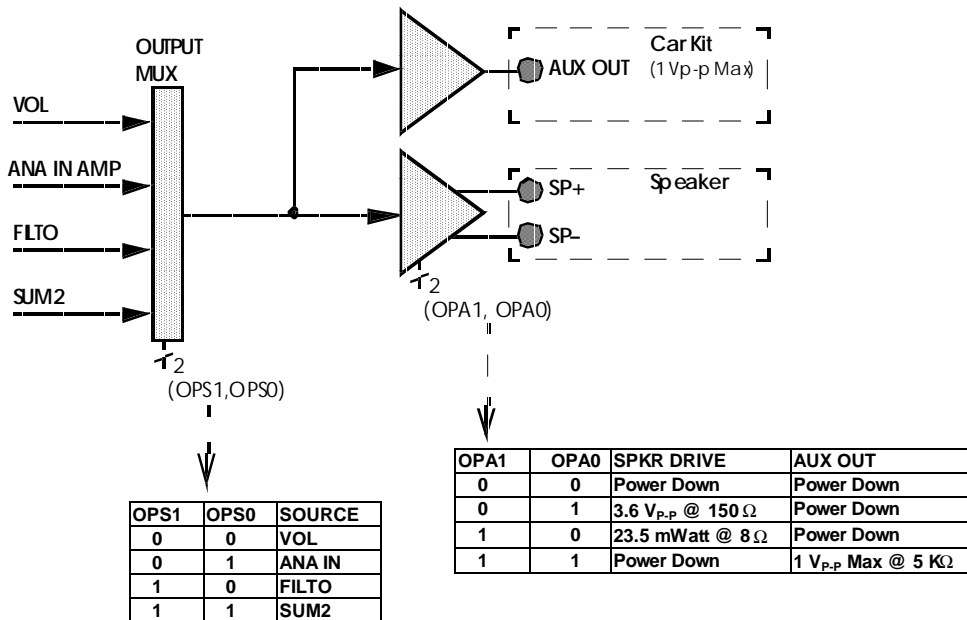 OUTPUT
MUX
VOL
ANA IN AMP
FILTO
SUM2
2
(OPS1,OPS0)
Car Kit
AUX OUT
(1 Vp-p Max)
SP+
Speaker
SP–
2
(OPA1, OPA0)
OPA1 OPA0 SPKR DRIVE AUX OUT
0 0 Power Down Power Down
0 1 3.6 VP-P @ 150 Ω Power Down
1 0 23.5 mWatt @ 8 Ω Power Down
1 1 Power Down 1 VP-P Max @ 5 KΩ
OPS1 OPS0 SOURCE
0 0 VOL
0 1 ANA IN
1 0 FILTO
1 1 SUM2